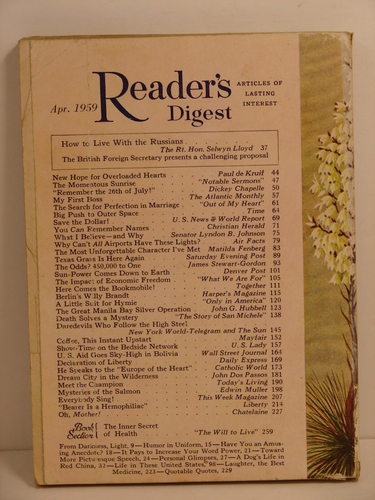 Apr. 1959
Reader's
Digest
ARTICLES OF
LASTING
INTEREST
How to Live With the Russians
The Rt. Hon. Selwyn Lloyd 37
The British Foreign Secretary presents a challenging proposal
New Hope for Overloaded Hearts Paul de Kruif 44
The Momentous Sunrise "Notable Sermons" 47
"Remember the 26th of July!" Dickey Chapelle 50
My First Boss The Atlantic Monthly 57
The Search for Perfection in Marriage "Out of My Heart" 61
Big Push to Outer Space Time 64
Save the Dollar! U. S. News & World Report 69
You Can Remember Names Christian Herald 71
What I Believe—and Why Senator Lyndon B. Johnson 75
Why Can't All Airports Have These Lights? Air Facts 79
The Most Unforgettable Character I've Met Matilda Fenberg 83
Texas Grass Is Here Again Saturday Evening Post 89
The Odds? 450,000 to One James Stewart-Gordon 93
Sun-Power Comes Down to Earth Denver Post 101
The Impact of Economic Freedom "What We Are For" 105
Here Comes the Bookmobile! Together 111
Berlin's Willy Brandt Harper's Magazine 115
A Little Suit for Hymie "Only in America" 120
The Great Manila Bay Silver Operation John G. Hubbell 123
Death Solves a Mystery "The Story of San Michele" 138
Daredevils Who Follow the High Steel
New York World-Telegram and The Sun 145
Coffee, This Instant Upstart Mayfair 152
Show-Time on the Bedside Network U. S. Lady 157
U. S. Aid Goes Sky-High in Bolivia Wall Street Journal 164
Declaration of Liberty Daily Express 169
He Speaks to the "Europe of the Heart" Catholic World 173
Dream City in the Wilderness John Dos Passos 181
Meet the Champion Today's Living 190
Mysteries of the Salmon Edwin Muller 198
Everybody Sing! This Week Magazine 207
"Bearer Is a Hemophiliac" Liberty 214
Oh, Mother! Chatelaine 227
Book
Section
The Inner Secret
of Health "The Will to Live" 259
From Darkness, Light, 9—Humor in Uniform, 15—Have You an Amus-
ing Anecdote? 18—It Pays to Increase Your Word Power, 21—Toward
More Picturesque Speech, 24—Personal Glimpses, 27—A Dog's Life in
Red China, 32—Life in These United States, 98—Laughter, the Best
Medicine, 223—Quotable Quotes, 229